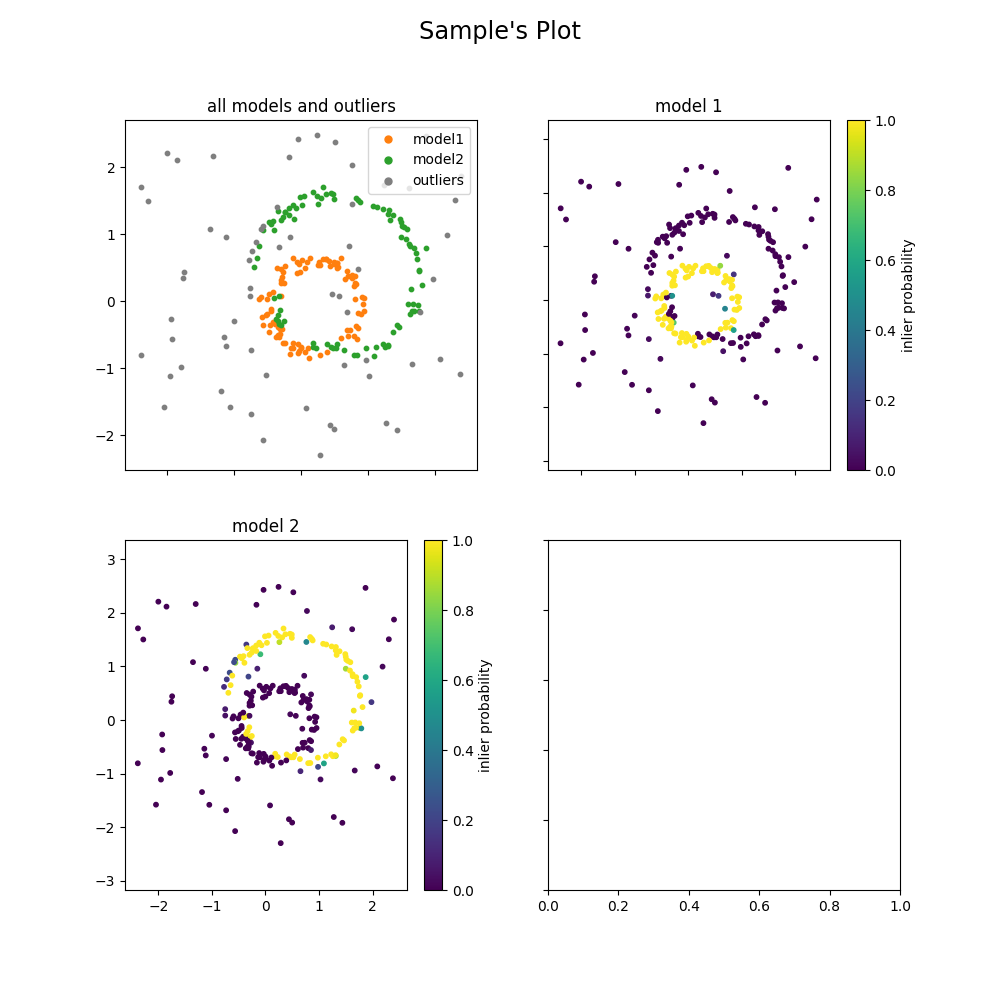 Sample's Plot
all models and outliers
model1
model2
outliers
2
1
0
−1
−2
model 1
1.0
0.8
0.6
0.4
0.2
0.0
inlier probability
model 2
3
2
1
0
−1
−2
−3
−2 −1 0 1 2
1.0
0.8
0.6
0.4
0.2
0.0
inlier probability
0.0 0.2 0.4 0.6 0.8 1.0